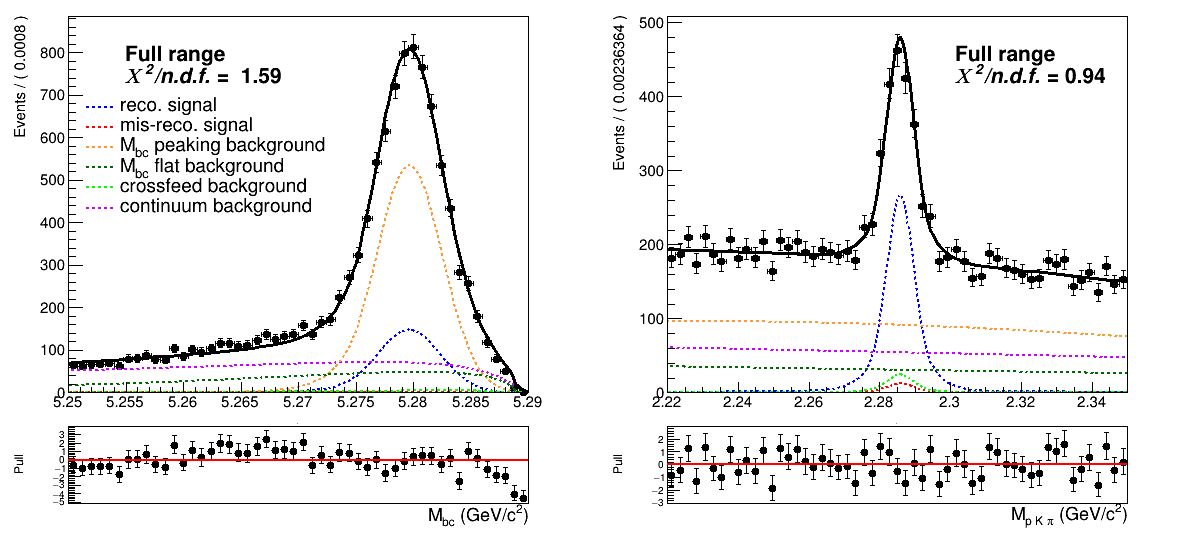 Events / ( 0.0008 )
800
700
600
500
400
300
200
100
0
Full range
Χ²/n.d.f. = 1.59
reco. signal
mis-reco. signal
M_bc peaking background
M_bc flat background
crossfeed background
continuum background
5.25 5.255 5.26 5.265 5.27 5.275 5.28 5.285 5.29
Pull
3
2
1
0
−1
−2
−3
−4
−5
M_bc (GeV/c²)
Events / ( 0.00236364 )
500
400
300
200
100
0
Full range
Χ²/n.d.f. = 0.94
2.22 2.24 2.26 2.28 2.3 2.32 2.34
Pull
2
1
0
−1
−2
−3
M_p K π (GeV/c²)